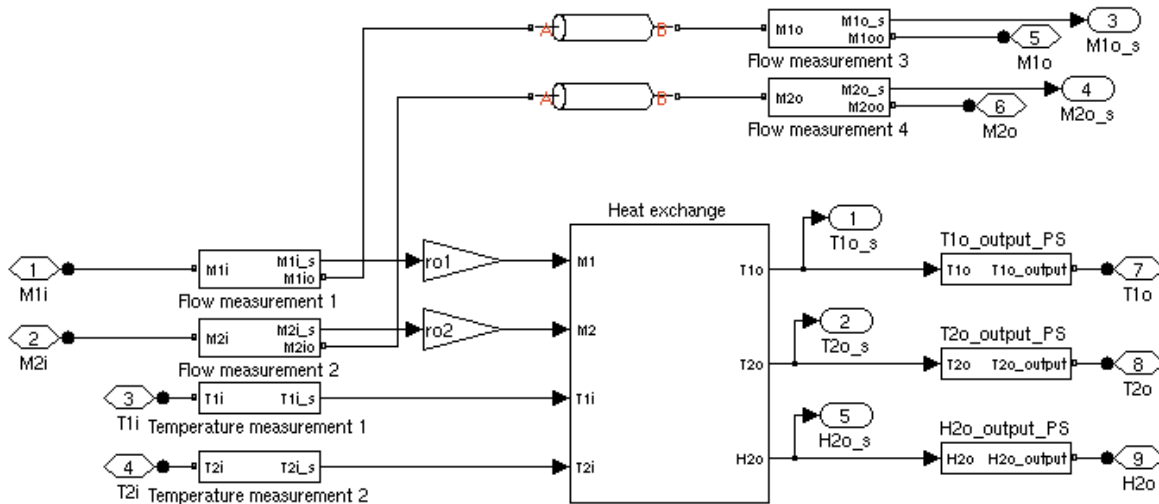 M1o
M1o_s
M1oo
3
M1o_s
5
M1o
A
B
Flow measurement 3
M2o
M2o_s
M2oo
4
M2o_s
6
M2o
A
B
Flow measurement 4
Heat exchange
1
T1o_s
T1o_output_PS
1
M1i
M1i
M1i_s
M1io
Flow measurement 1
ro1
M1
T1o
T1o
T1o_output
7
T1o
2
M2i
M2i
M2i_s
M2io
Flow measurement 2
ro2
M2
2
T2o_s
T2o_output_PS
T2o
T2o
T2o_output
8
T2o
3
T1i
T1i
T1i_s
Temperature measurement 1
T1i
5
H2o_s
H2o_output_PS
4
T2i
T2i
T2i_s
Temperature measurement 2
T2i
H2o
H2o
H2o_output
9
H2o